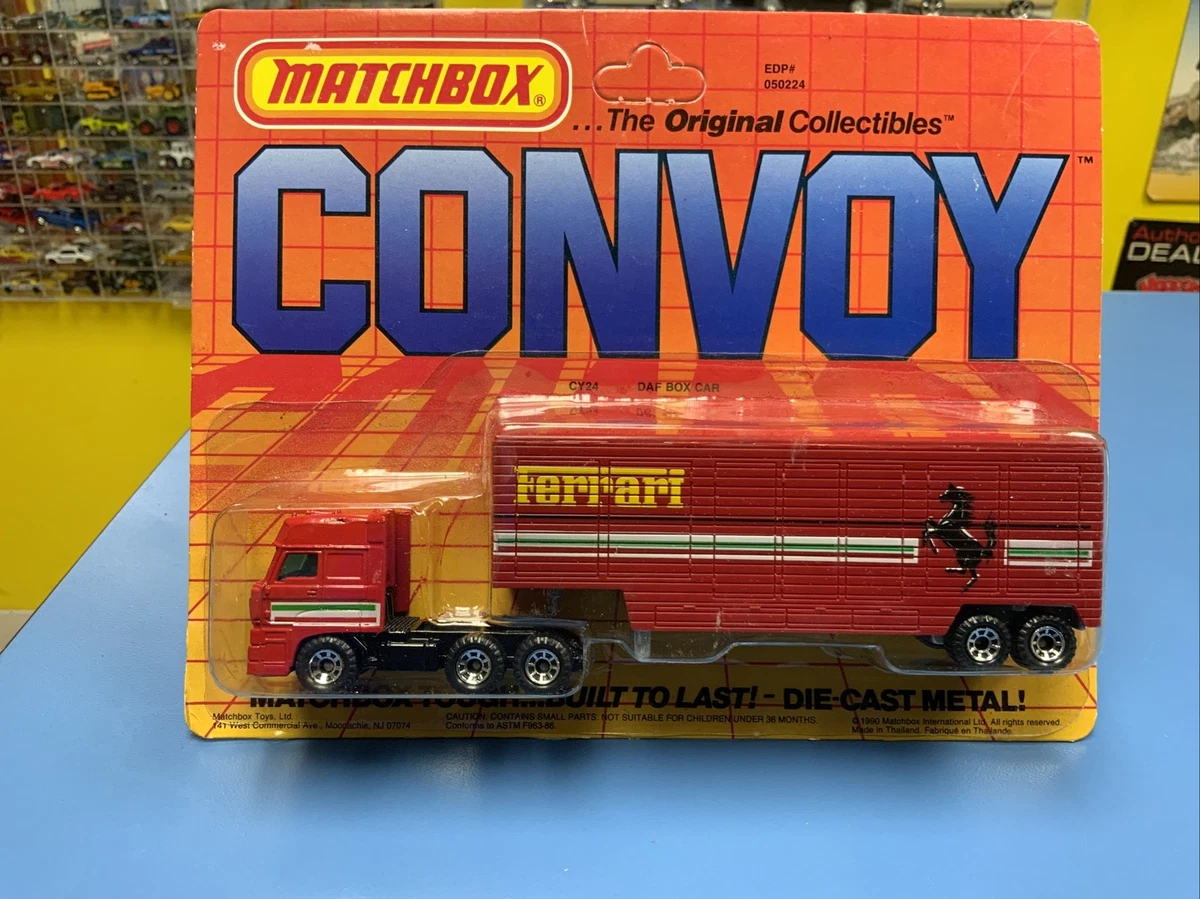 MATCHBOX®
EDP#
050224
...The Original Collectibles™
CONVOY™
CY24 DAF BOX CAR
Ferrari
MATCHBOX TOUGH...BUILT TO LAST! - DIE-CAST METAL!
Matchbox Toys, Ltd.
141 West Commercial Ave., Moonachie, NJ 07074
CAUTION: CONTAINS SMALL PARTS. NOT SUITABLE FOR CHILDREN UNDER 36 MONTHS.
Conforms to ASTM F963-86.
© 1990 Matchbox International Ltd. All rights reserved.
Made in Thailand. Fabriqué en Thaïlande.
DEAL